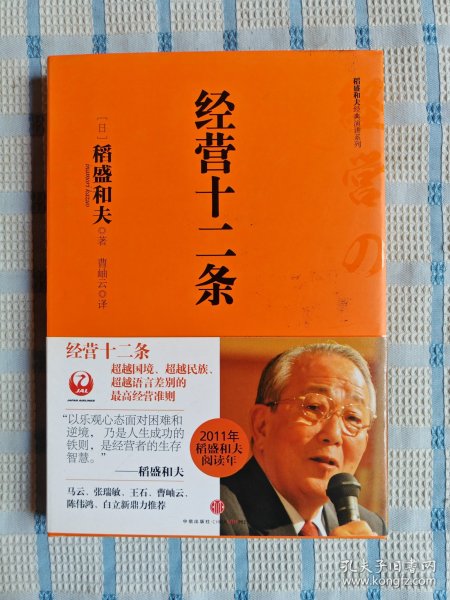 稻盛和夫经典演讲系列
经营の
经营十二条
[日]稻盛和夫◎著
曹岫云◎译
经营十二条
超越国境、超越民族、
超越语言差别的
最高经营准则
JAL
JAPAN AIRLINES
“以乐观心态面对困难和
逆境，乃是人生成功的
铁则，是经营者的生存
智慧。”
——稻盛和夫
马云、张瑞敏、王石、曹岫云、
陈伟鸿、白立新鼎力推荐
2011年
稻盛和夫
阅读年
中信出版社
孔夫子旧书网